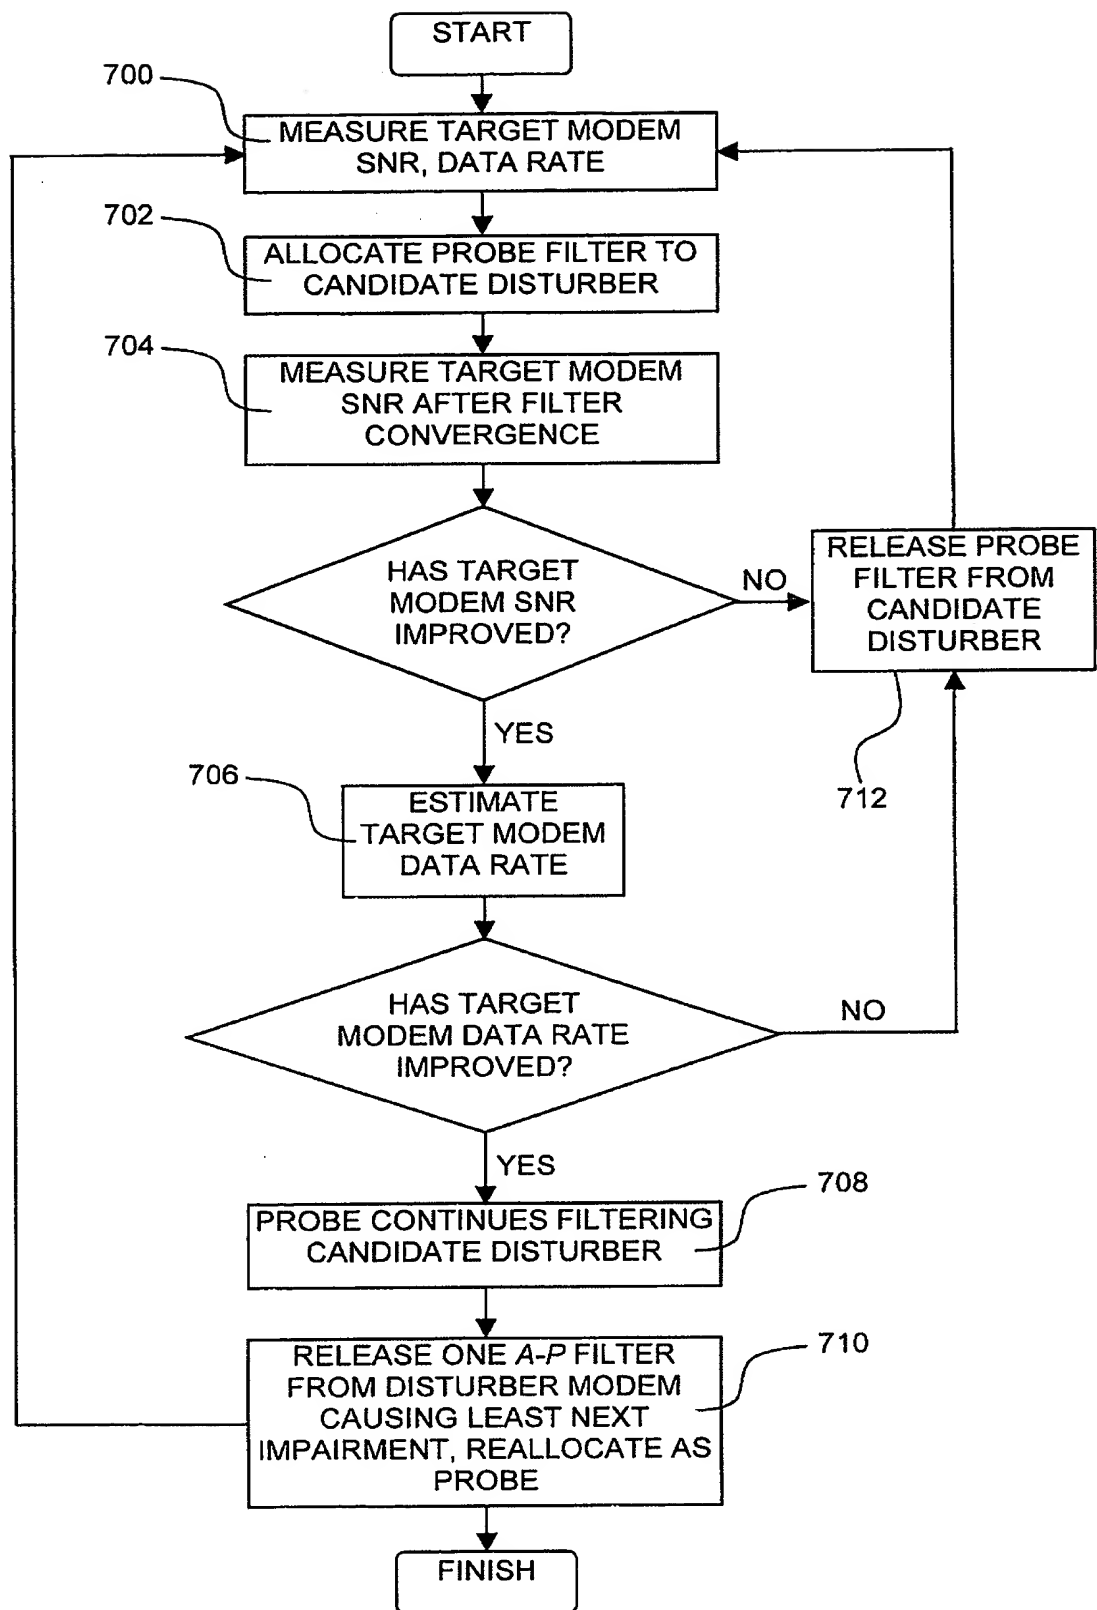 START
700
MEASURE TARGET MODEM
SNR, DATA RATE
702
ALLOCATE PROBE FILTER TO
CANDIDATE DISTURBER
704
MEASURE TARGET MODEM
SNR AFTER FILTER
CONVERGENCE
HAS TARGET
MODEM SNR
IMPROVED?
NO
RELEASE PROBE
FILTER FROM
CANDIDATE
DISTURBER
712
YES
706
ESTIMATE
TARGET MODEM
DATA RATE
HAS TARGET
MODEM DATA RATE
IMPROVED?
NO
YES
708
PROBE CONTINUES FILTERING
CANDIDATE DISTURBER
710
RELEASE ONE A-P FILTER
FROM DISTURBER MODEM
CAUSING LEAST NEXT
IMPAIRMENT, REALLOCATE AS
PROBE
FINISH